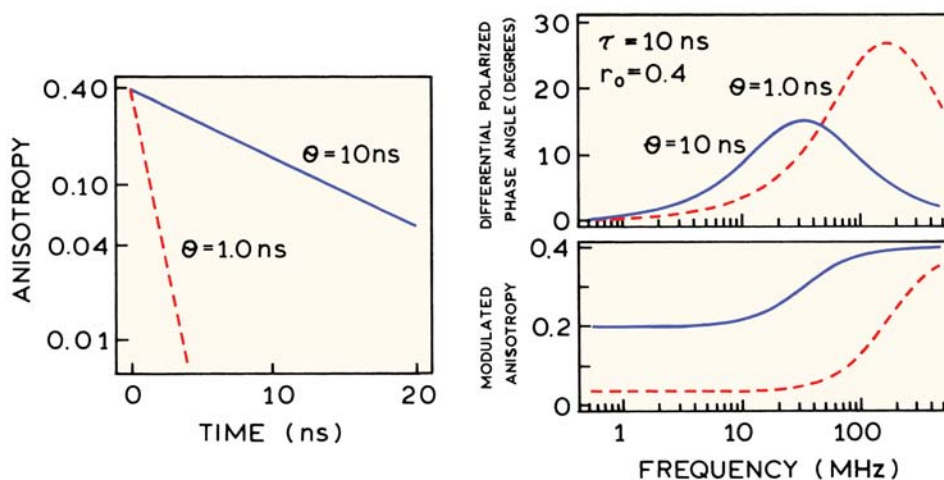 ANISOTROPY
0.40
0.10
0.04
0.01
θ = 10 ns
θ = 1.0 ns
0
10
20
TIME (ns)
DIFFERENTIAL POLARIZED
PHASE ANGLE (DEGREES)
30
20
10
0
τ = 10 ns
r₀ = 0.4
θ = 1.0 ns
θ = 10 ns
MODULATED
ANISOTROPY
0.4
0.2
0
1
10
100
FREQUENCY (MHz)